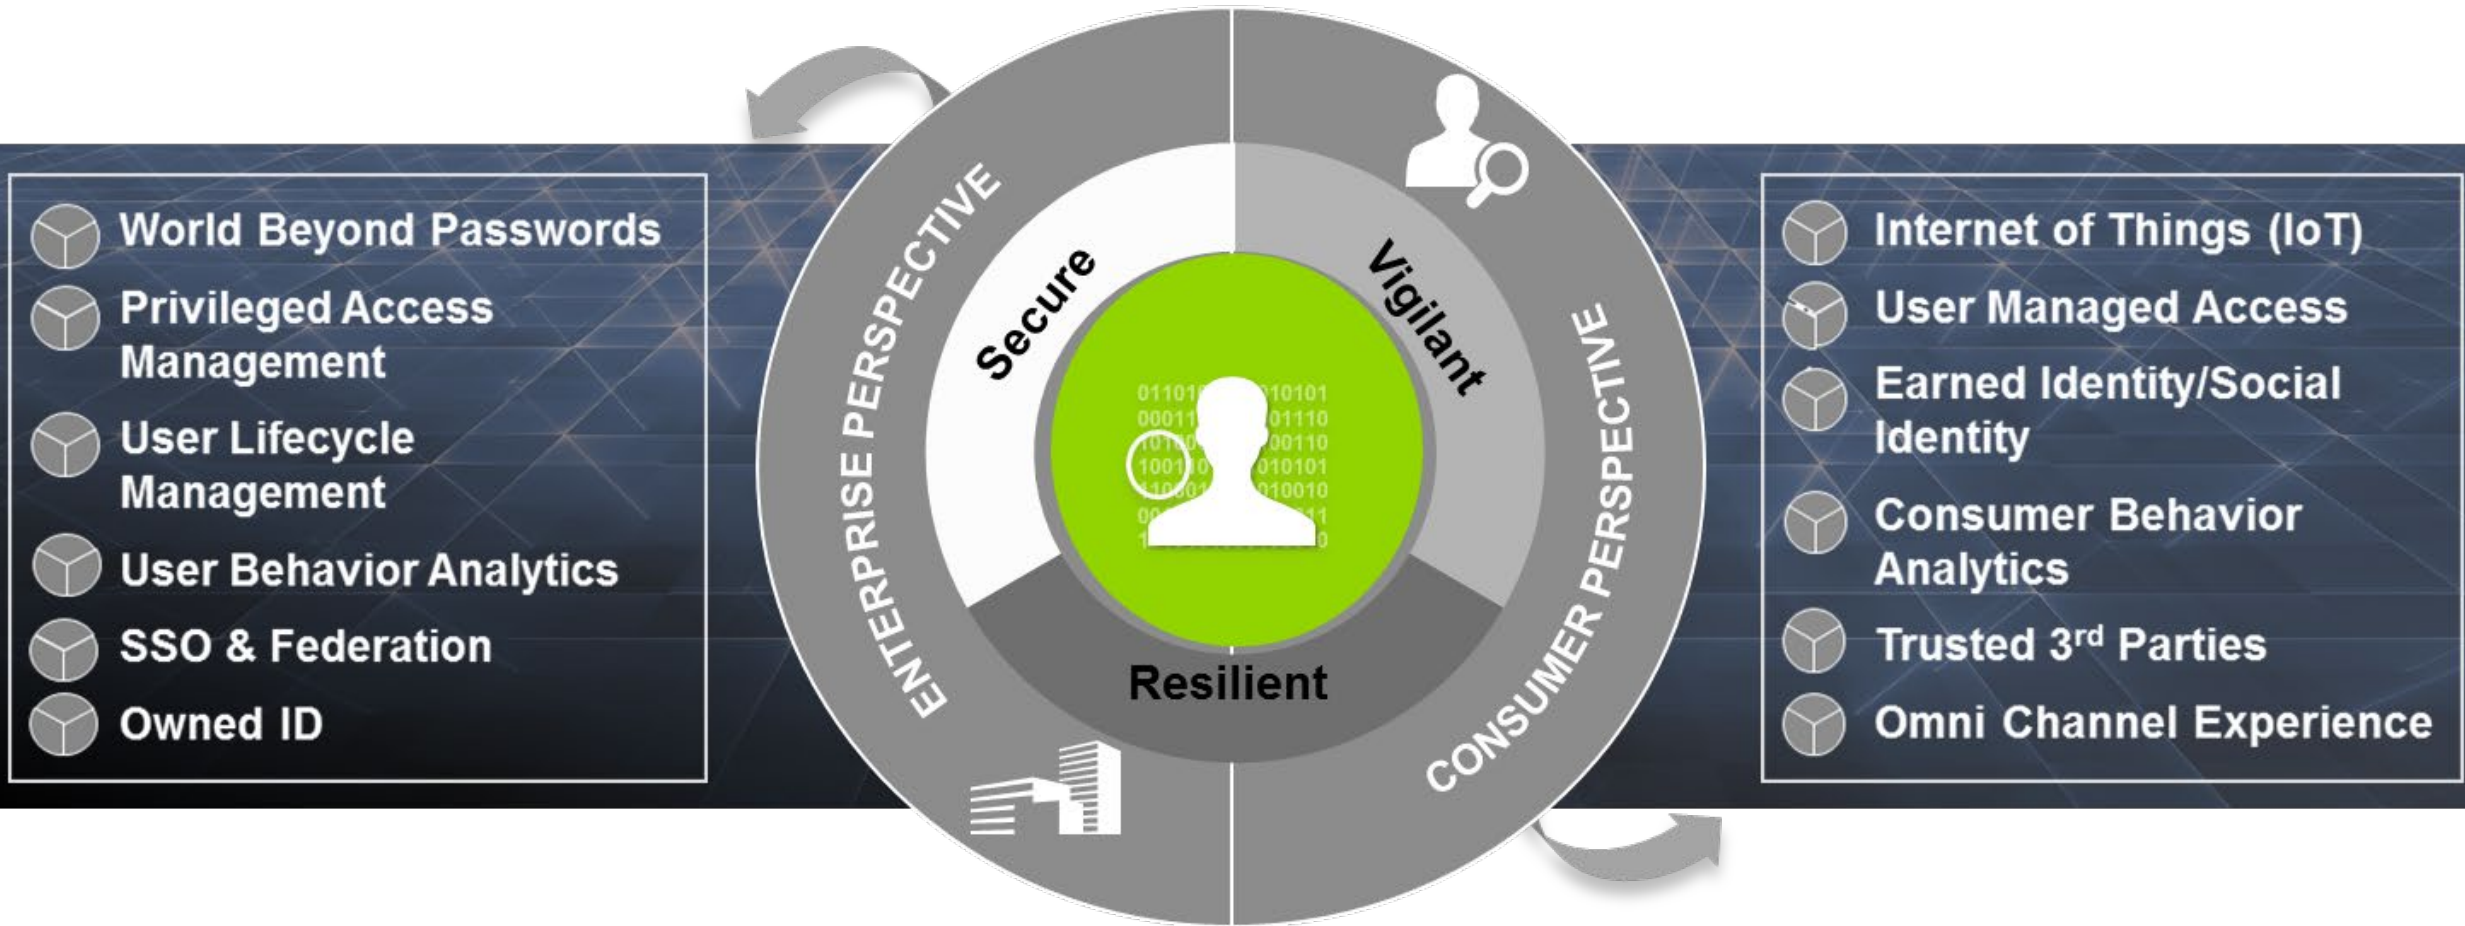 World Beyond Passwords
Privileged Access
Management
User Lifecycle
Management
User Behavior Analytics
SSO & Federation
Owned ID
ENTERPRISE PERSPECTIVE
Secure
Vigilant
Resilient
CONSUMER PERSPECTIVE
Internet of Things (IoT)
User Managed Access
Earned Identity/Social
Identity
Consumer Behavior
Analytics
Trusted 3rd Parties
Omni Channel Experience